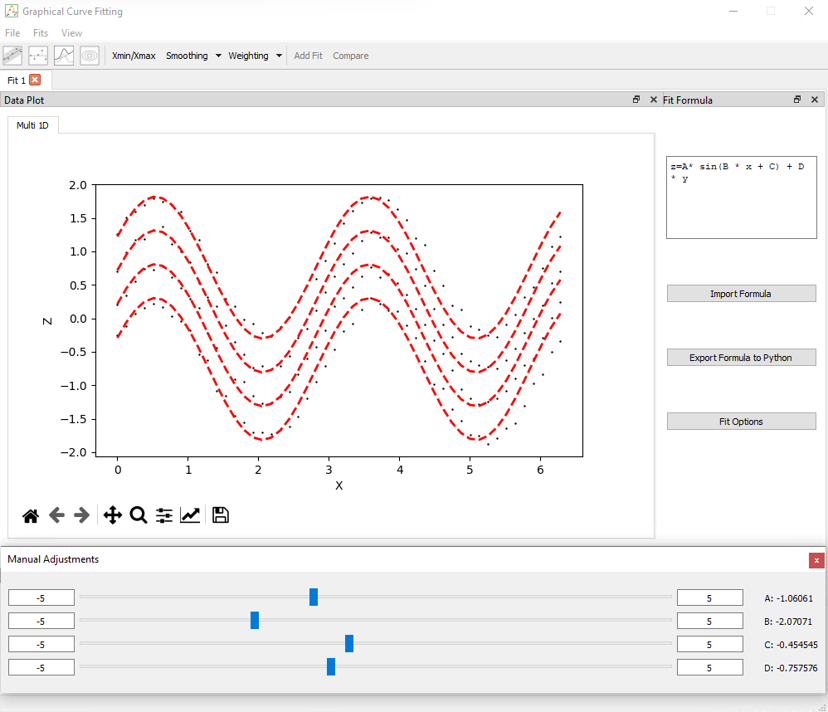 Graphical Curve Fitting
File Fits View
Xmin/Xmax Smoothing Weighting Add Fit Compare
Fit 1
Data Plot
Fit Formula
Multi 1D
z=A* sin(B * x + C) + D
* y
Import Formula
Export Formula to Python
Fit Options
2.0
1.5
1.0
0.5
0.0
−0.5
−1.0
−1.5
−2.0
Z
0 1 2 3 4 5 6
X
Manual Adjustments
-5 5 A: -1.06061
-5 5 B: -2.07071
-5 5 C: -0.454545
-5 5 D: -0.757576